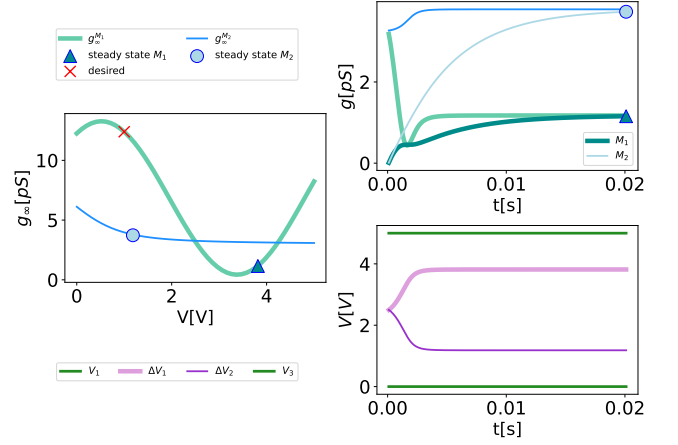 g∞^M₁ g∞^M₂
steady state M₁ steady state M₂
desired
10
5
0
0 2 4
g∞[pS]
V[V]
V₁ ΔV₁ ΔV₂ V₃
2
0
0.00 0.01 0.02
g[pS]
t[s]
M₁
M₂
4
2
0
0.00 0.01 0.02
V[V]
t[s]